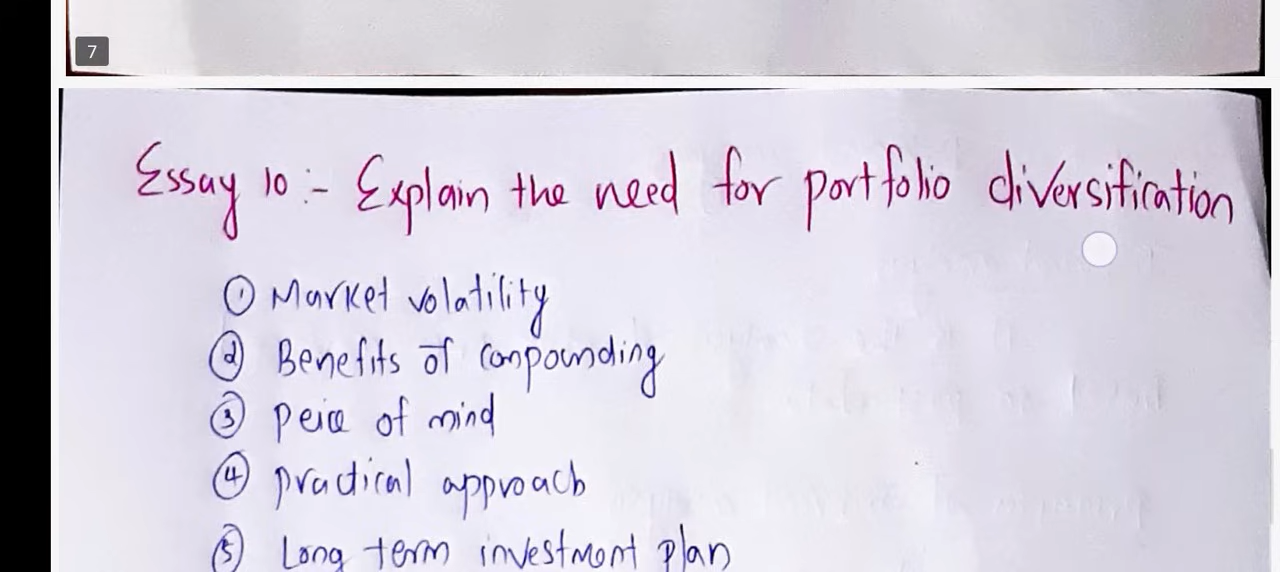 7
Essay 10 :- Explain the need for portfolio diversification
① Market volatility
② Benefits of conpounding
③ peice of mind
④ practical approach
⑤ Long term investment plan